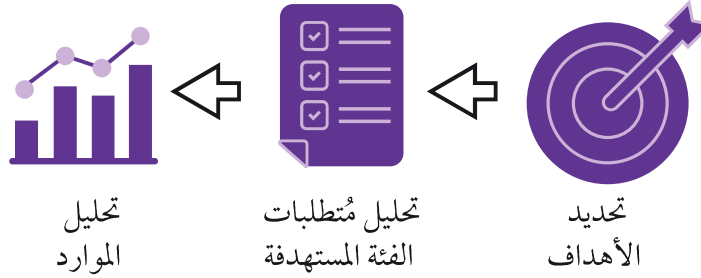 تحديد
الأهداف
تحليل مُتطلبات
الفئة المستهدفة
تحليل
الموارد